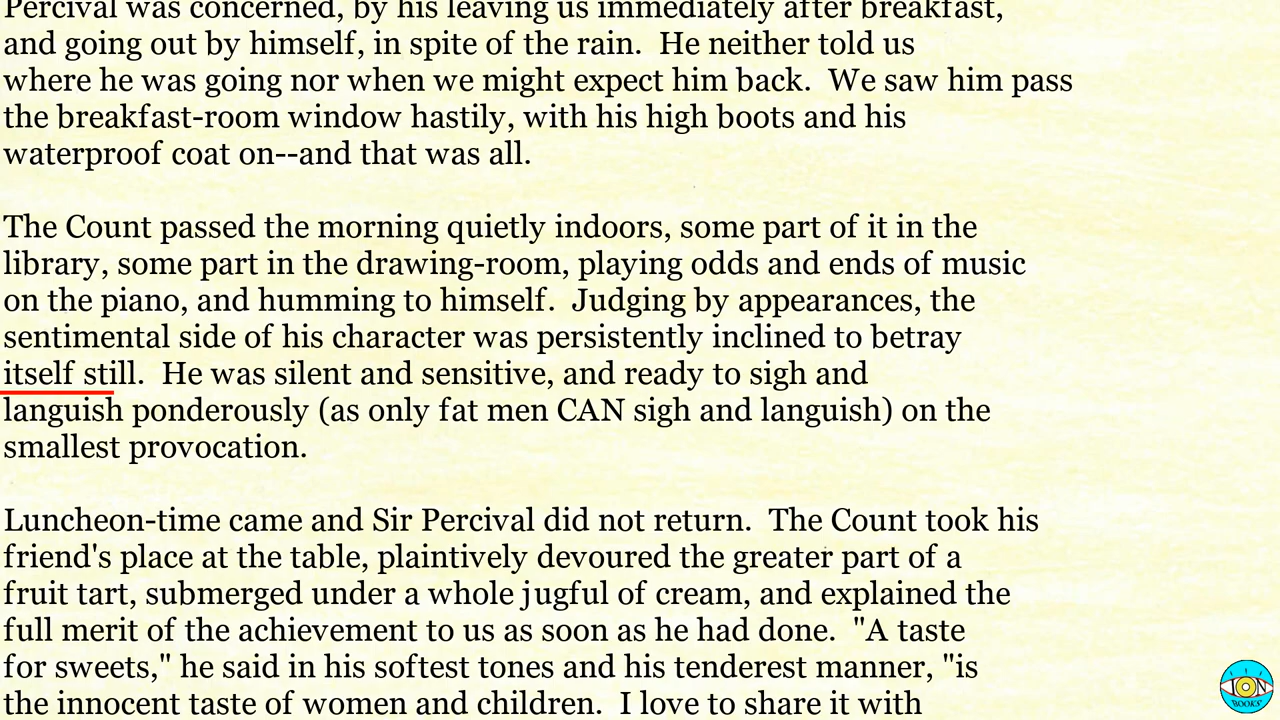 Percival was concerned, by his leaving us immediately after breakfast,
and going out by himself, in spite of the rain.  He neither told us
where he was going nor when we might expect him back.  We saw him pass
the breakfast-room window hastily, with his high boots and his
waterproof coat on--and that was all.
The Count passed the morning quietly indoors, some part of it in the
library, some part in the drawing-room, playing odds and ends of music
on the piano, and humming to himself.  Judging by appearances, the
sentimental side of his character was persistently inclined to betray
itself still.  He was silent and sensitive, and ready to sigh and
languish ponderously (as only fat men CAN sigh and languish) on the
smallest provocation.
Luncheon-time came and Sir Percival did not return.  The Count took his
friend's place at the table, plaintively devoured the greater part of a
fruit tart, submerged under a whole jugful of cream, and explained the
full merit of the achievement to us as soon as he had done.  "A taste
for sweets," he said in his softest tones and his tenderest manner, "is
the innocent taste of women and children.  I love to share it with
ION
BOOKS